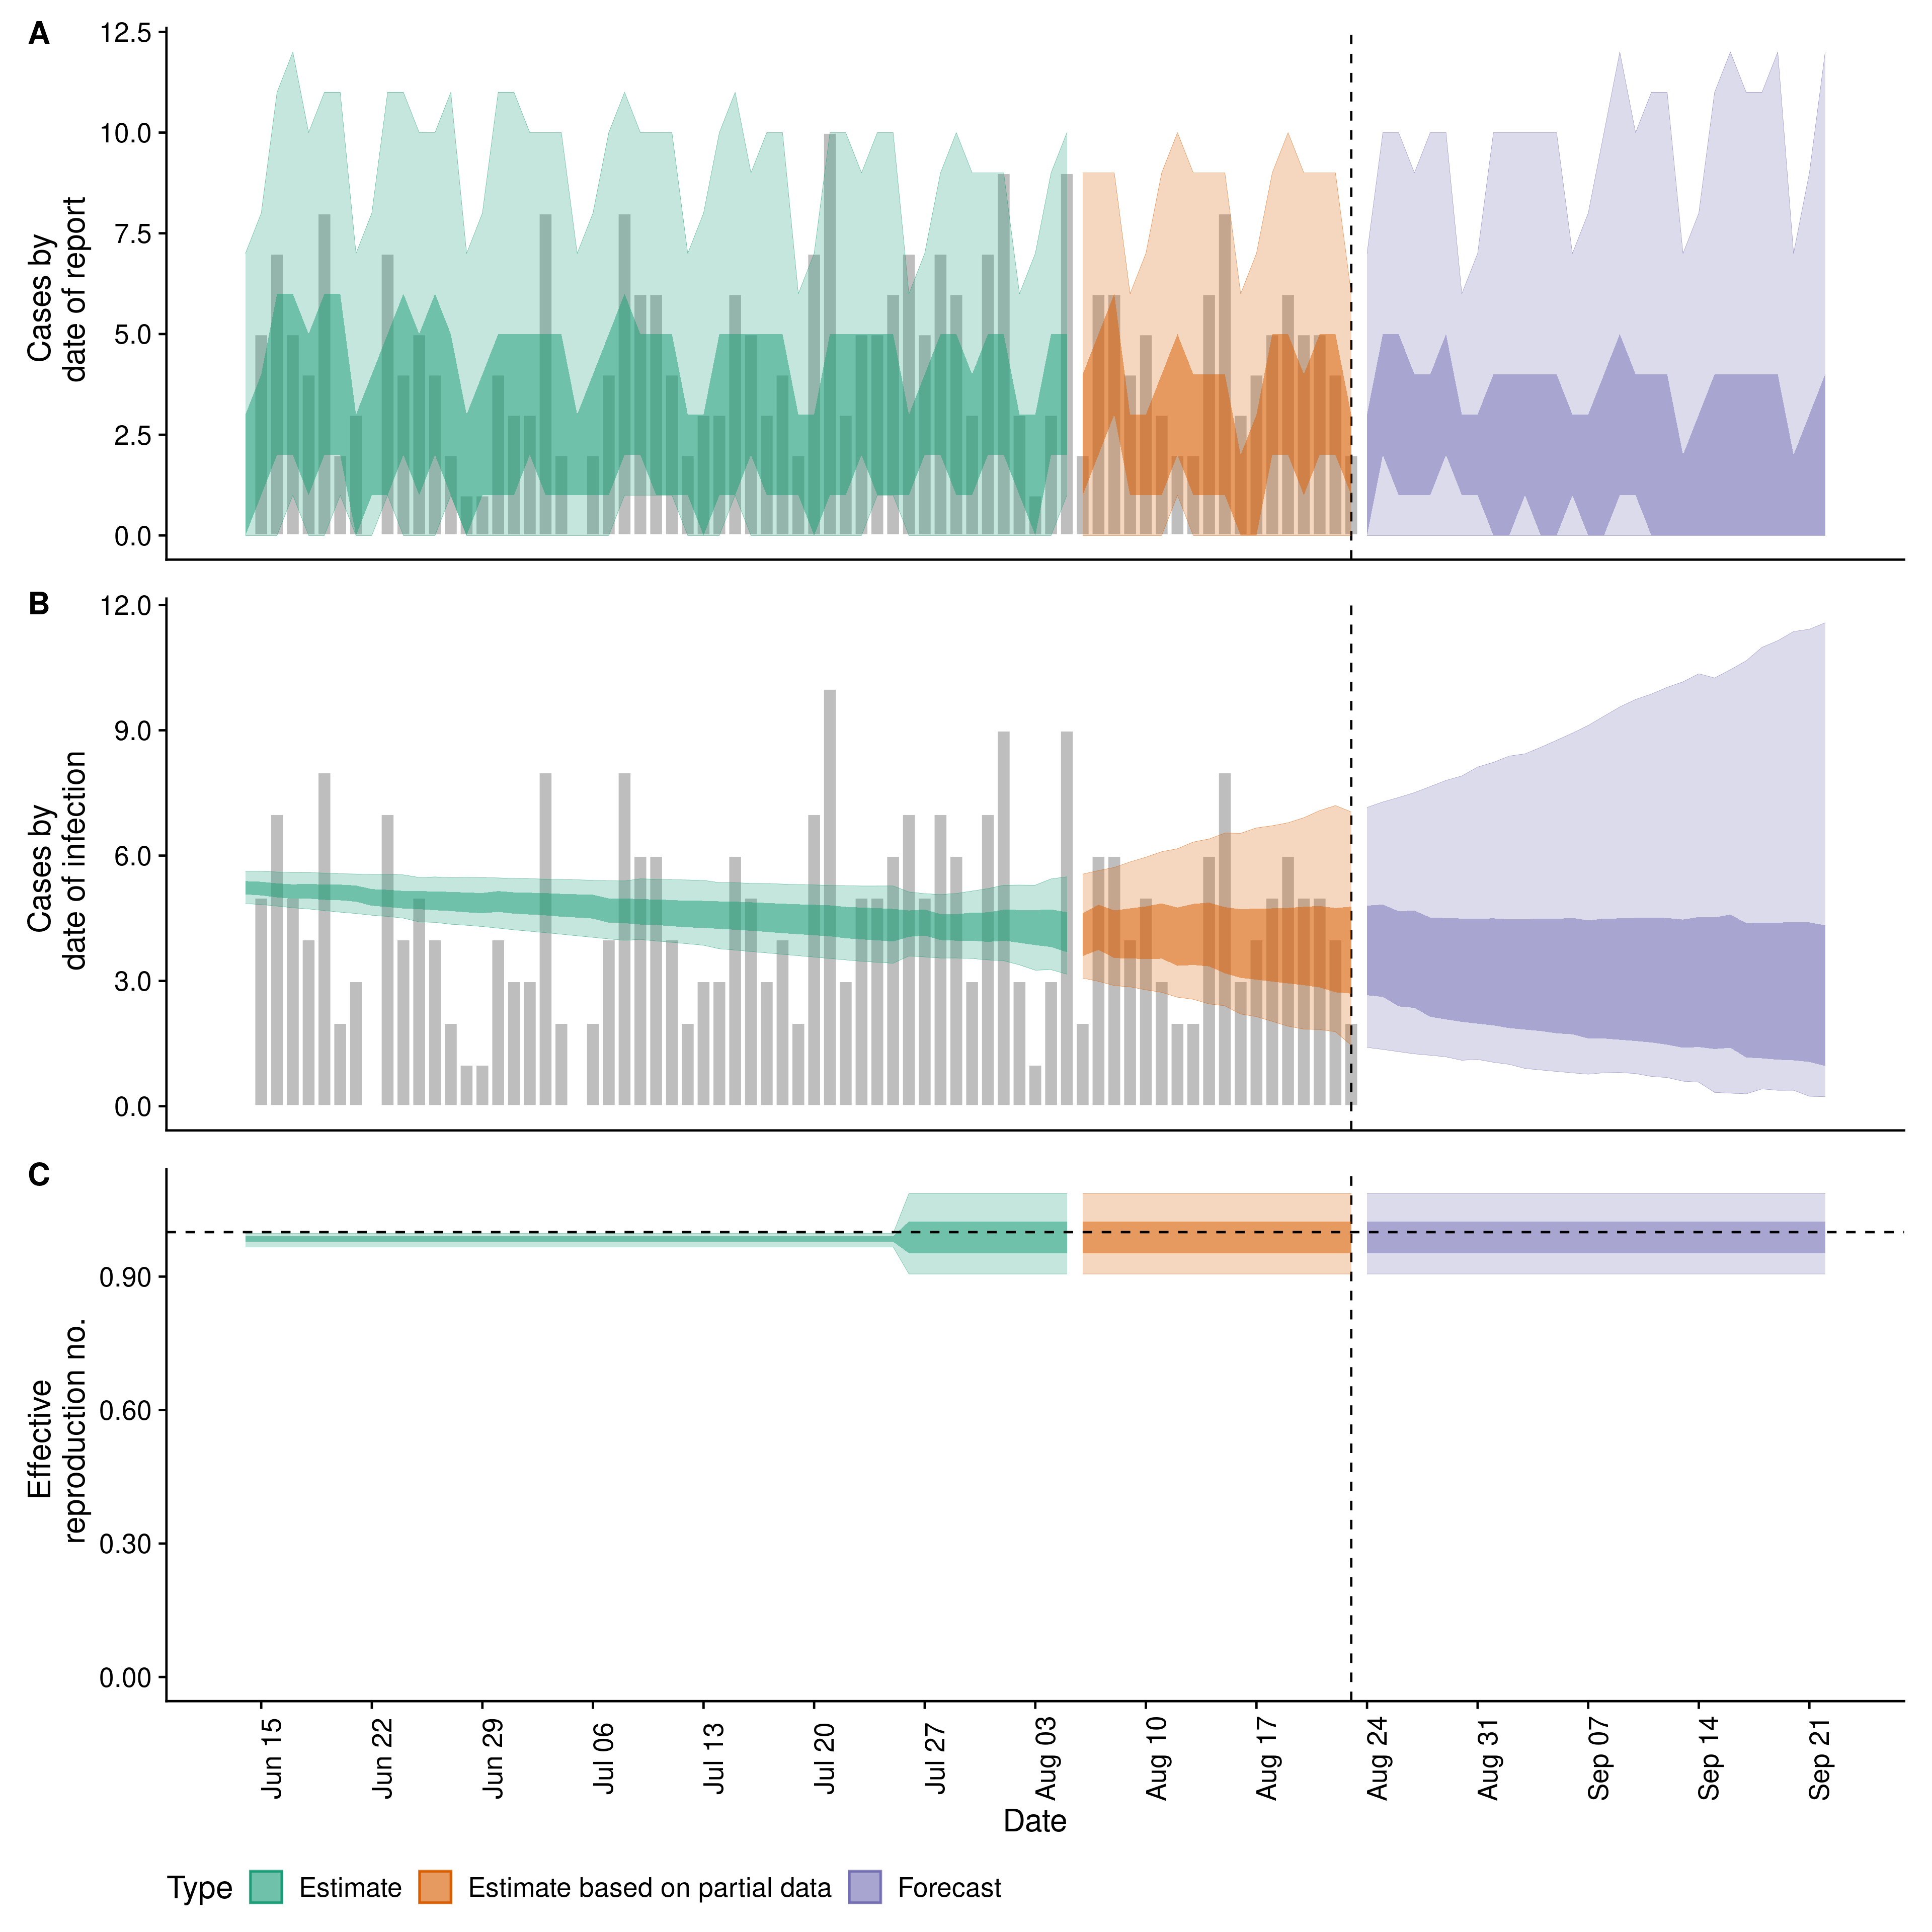 A
Cases by
date of report
12.5
10.0
7.5
5.0
2.5
0.0
B
Cases by
date of infection
12.0
9.0
6.0
3.0
0.0
C
Effective
reproduction no.
0.90
0.60
0.30
0.00
Jun 15
Jun 22
Jun 29
Jul 06
Jul 13
Jul 20
Jul 27
Aug 03
Aug 10
Aug 17
Aug 24
Aug 31
Sep 07
Sep 14
Sep 21
Date
Type Estimate Estimate based on partial data Forecast